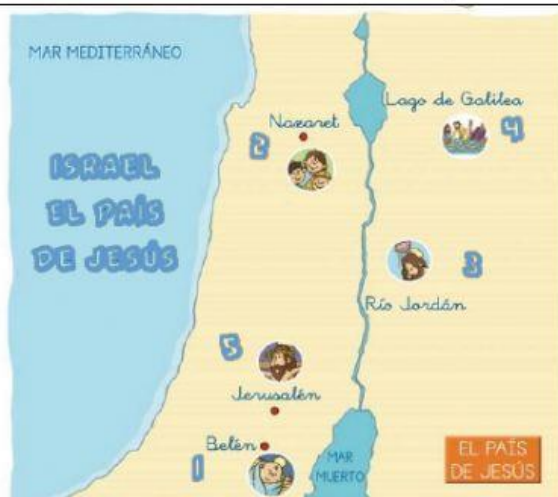 MAR MEDITERRÁNEO
Lago de Galilea
Nazaret
2
4
ISRAEL
EL PAÍS
DE JESÚS
3
Río Jordán
5
Jerusalén
Belén
1
MAR
MUERTO
EL PAÍS
DE JESÚS